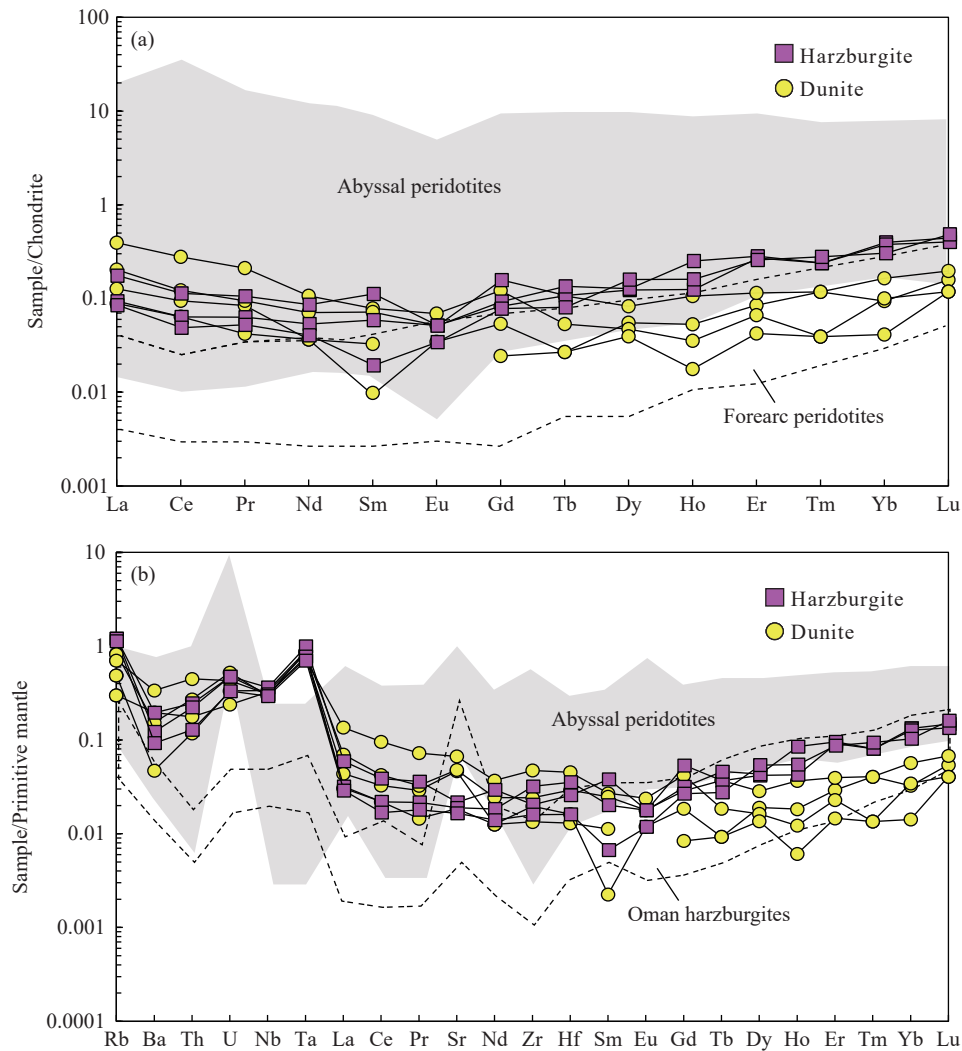 100
(a)
Harzburgite
Dunite
10
Abyssal peridotites
1
Sample/Chondrite
0.1
0.01
Forearc peridotites
0.001
La Ce Pr Nd Sm Eu Gd Tb Dy Ho Er Tm Yb Lu
10
(b)
Harzburgite
Dunite
1
Abyssal peridotites
0.1
Sample/Primitive mantle
0.01
Oman harzburgites
0.001
0.0001
Rb Ba Th U Nb Ta La Ce Pr Sr Nd Zr Hf Sm Eu Gd Tb Dy Ho Er Tm Yb Lu